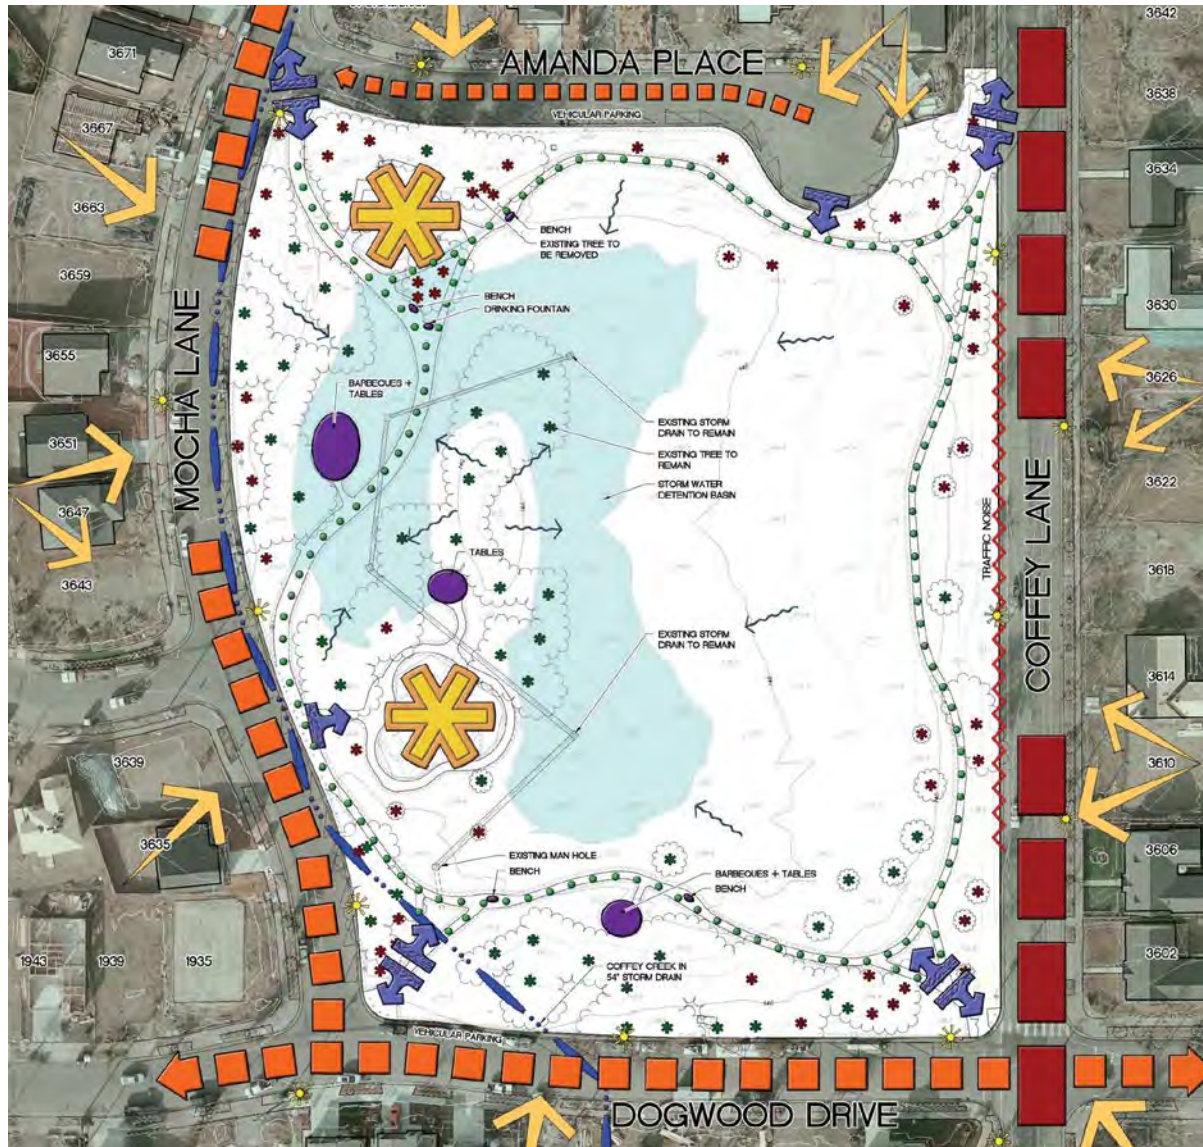 3642
3671
AMANDA PLACE
3638
VEHICULAR PARKING
3667
3634
3663
BENCH
EXISTING TREE TO
BE REMOVED
3659
BENCH
DRINKING FOUNTAIN
3630
MOCHA LANE
3655
BARBEQUES +
TABLES
3626
EXISTING STORM
DRAIN TO REMAIN
3651
EXISTING TREE TO
REMAIN
STORM WATER
DETENTION BASIN
3622
3647
TRAFFIC NOISE
COFFEY LANE
TABLES
3643
3618
EXISTING STORM
DRAIN TO REMAIN
3614
3639
3610
3635
EXISTING MAN HOLE
BENCH
BARBEQUES + TABLES
BENCH
3606
1943
1939
1935
COFFEY CREEK IN
54" STORM DRAIN
3602
VEHICULAR PARKING
DOGWOOD DRIVE